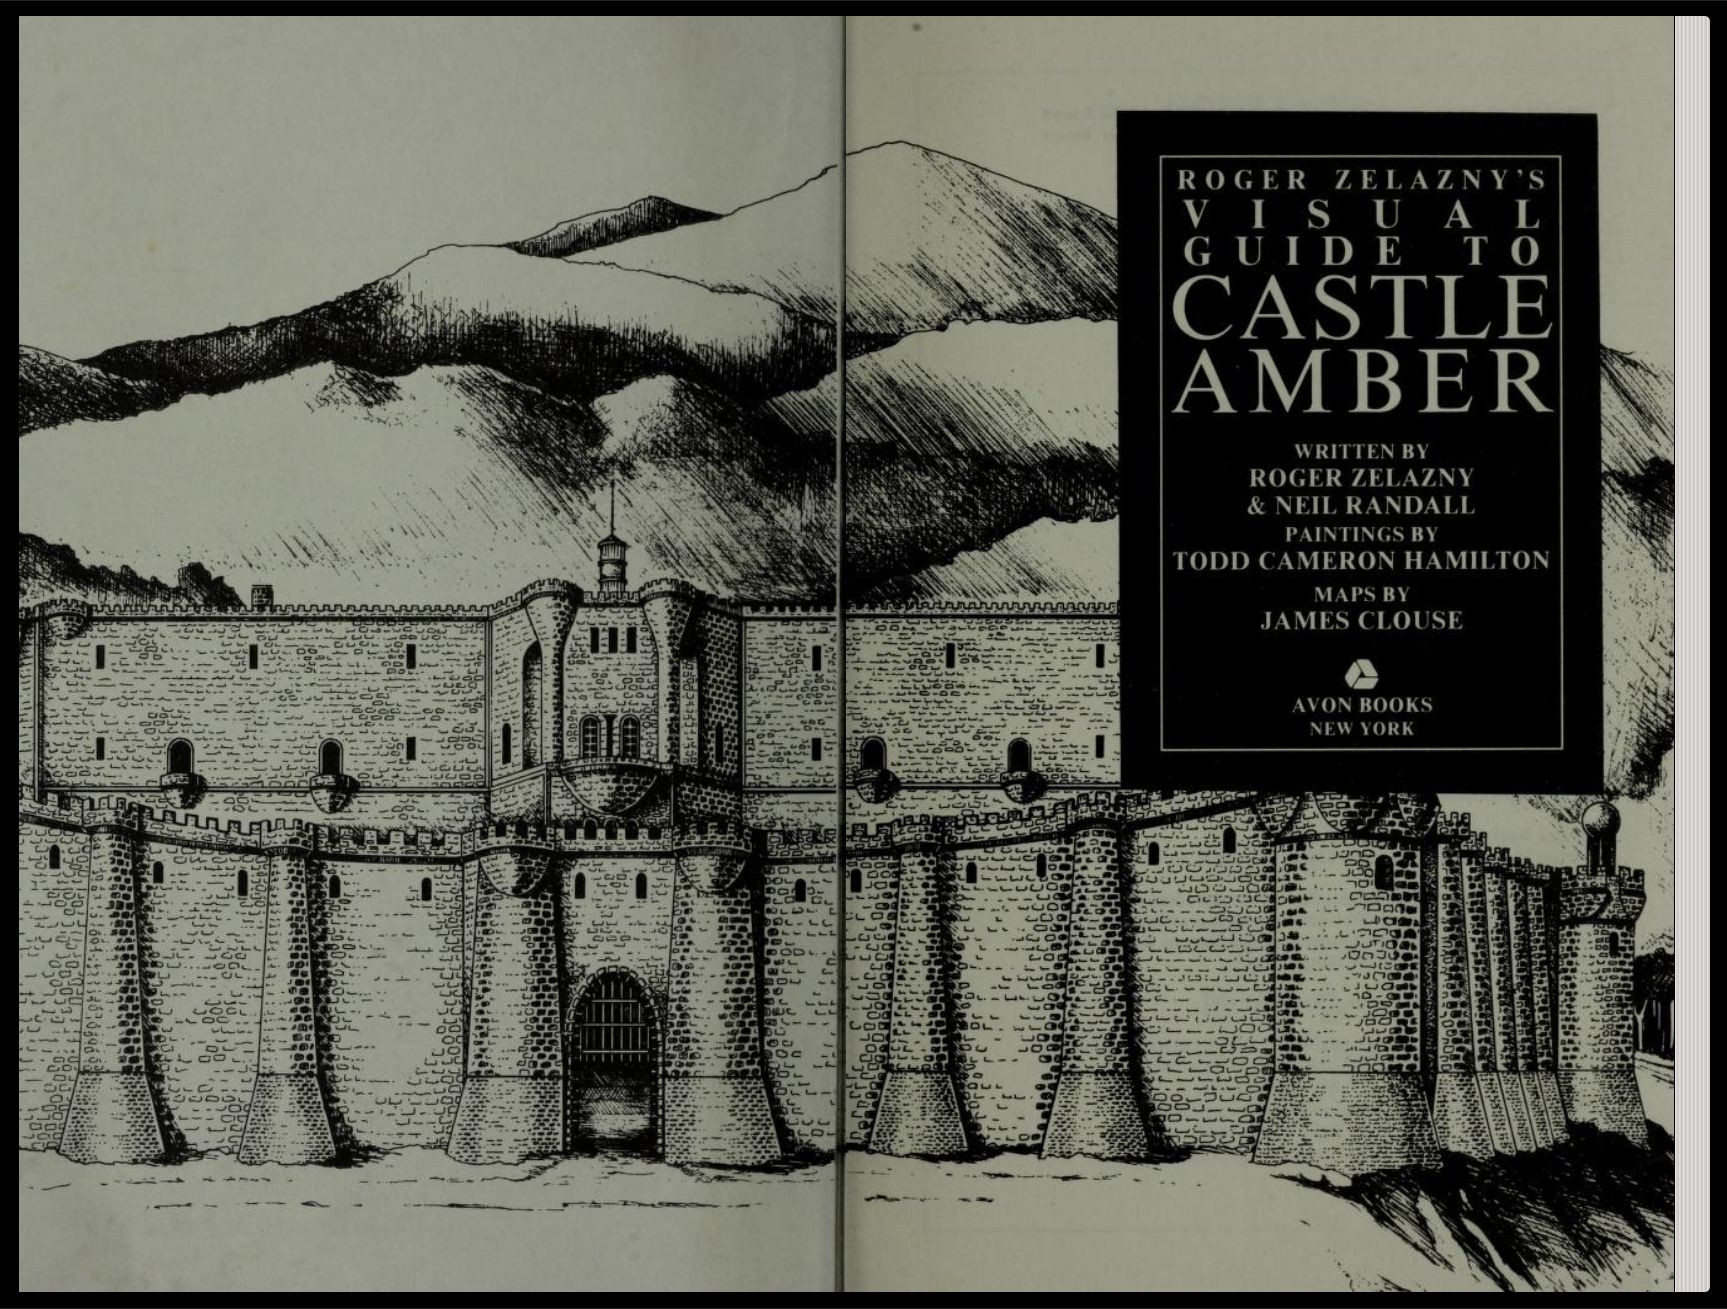 ROGER ZELAZNY'S
VISUAL
GUIDE TO
CASTLE
AMBER
WRITTEN BY
ROGER ZELAZNY
& NEIL RANDALL
PAINTINGS BY
TODD CAMERON HAMILTON
MAPS BY
JAMES CLOUSE
AVON BOOKS
NEW YORK